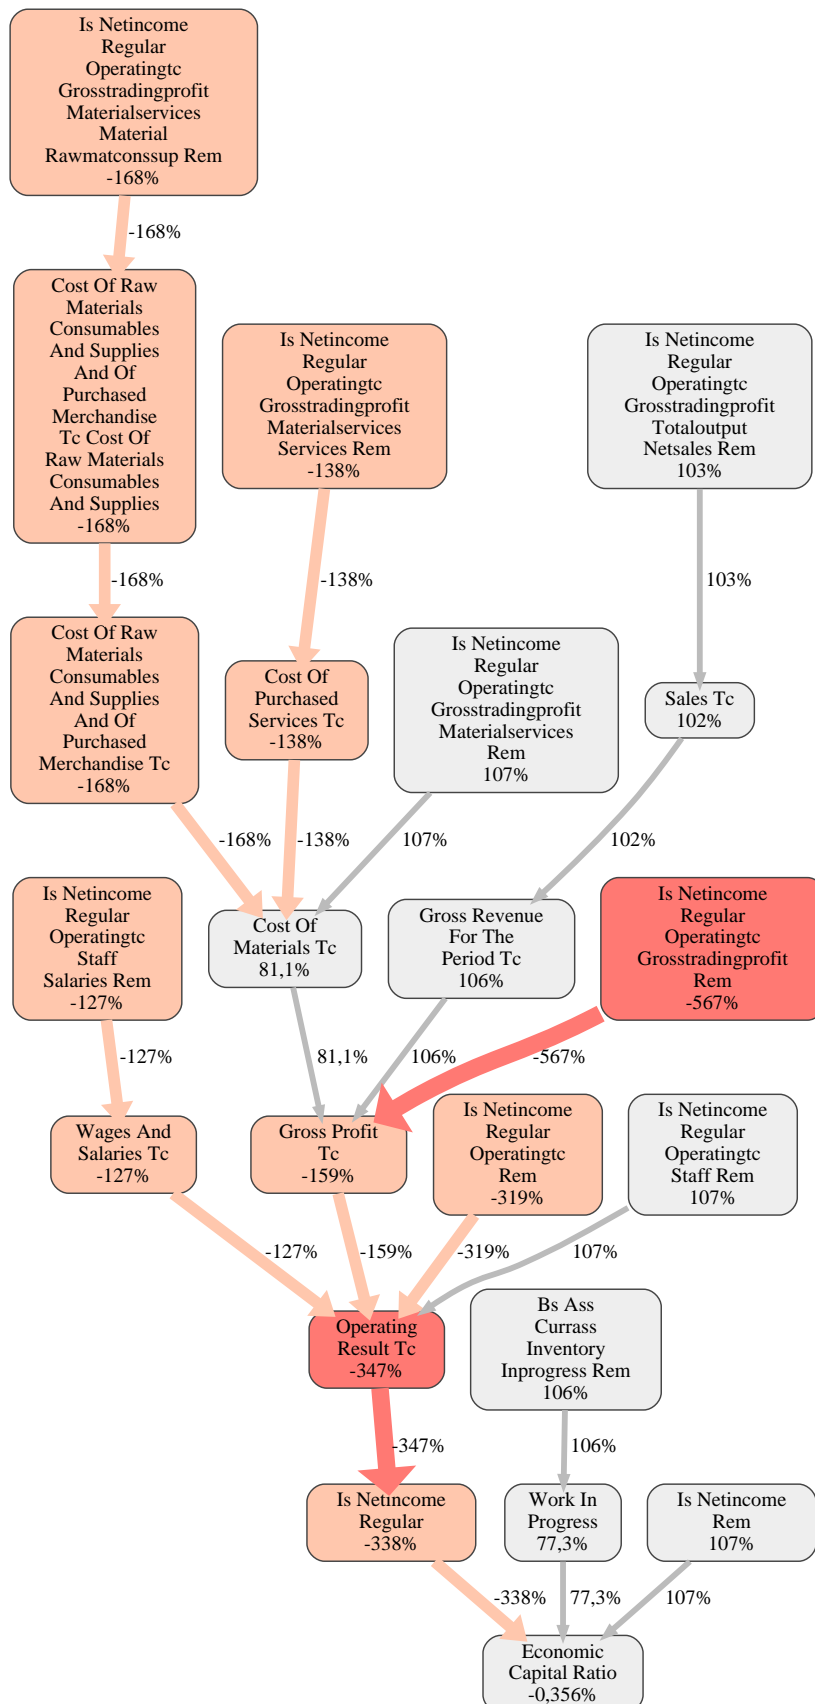 Is Netincome
Regular
Operatingtc
Grosstradingprofit
Materialservices
Material
Rawmatconssup Rem
-168%
-168%
Cost Of Raw
Materials
Consumables
And Supplies
And Of
Purchased
Merchandise
Tc Cost Of
Raw Materials
Consumables
And Supplies
-168%
Is Netincome
Regular
Operatingtc
Grosstradingprofit
Materialservices
Services Rem
-138%
Is Netincome
Regular
Operatingtc
Grosstradingprofit
Totaloutput
Netsales Rem
103%
-168%
-138%
103%
Cost Of Raw
Materials
Consumables
And Supplies
And Of
Purchased
Merchandise Tc
-168%
Cost Of
Purchased
Services Tc
-138%
Is Netincome
Regular
Operatingtc
Grosstradingprofit
Materialservices
Rem
107%
Sales Tc
102%
-168%
-138%
107%
102%
Is Netincome
Regular
Operatingtc
Staff
Salaries Rem
-127%
Cost Of
Materials Tc
81,1%
Gross Revenue
For The
Period Tc
106%
Is Netincome
Regular
Operatingtc
Grosstradingprofit
Rem
-567%
-127%
81,1%
106%
-567%
Wages And
Salaries Tc
-127%
Gross Profit
Tc
-159%
Is Netincome
Regular
Operatingtc
Rem
-319%
Is Netincome
Regular
Operatingtc
Staff Rem
107%
-127%
-159%
-319%
107%
Operating
Result Tc
-347%
Bs Ass
Currass
Inventory
Inprogress Rem
106%
-347%
106%
Is Netincome
Regular
-338%
Work In
Progress
77,3%
Is Netincome
Rem
107%
-338%
77,3%
107%
Economic
Capital Ratio
-0,356%